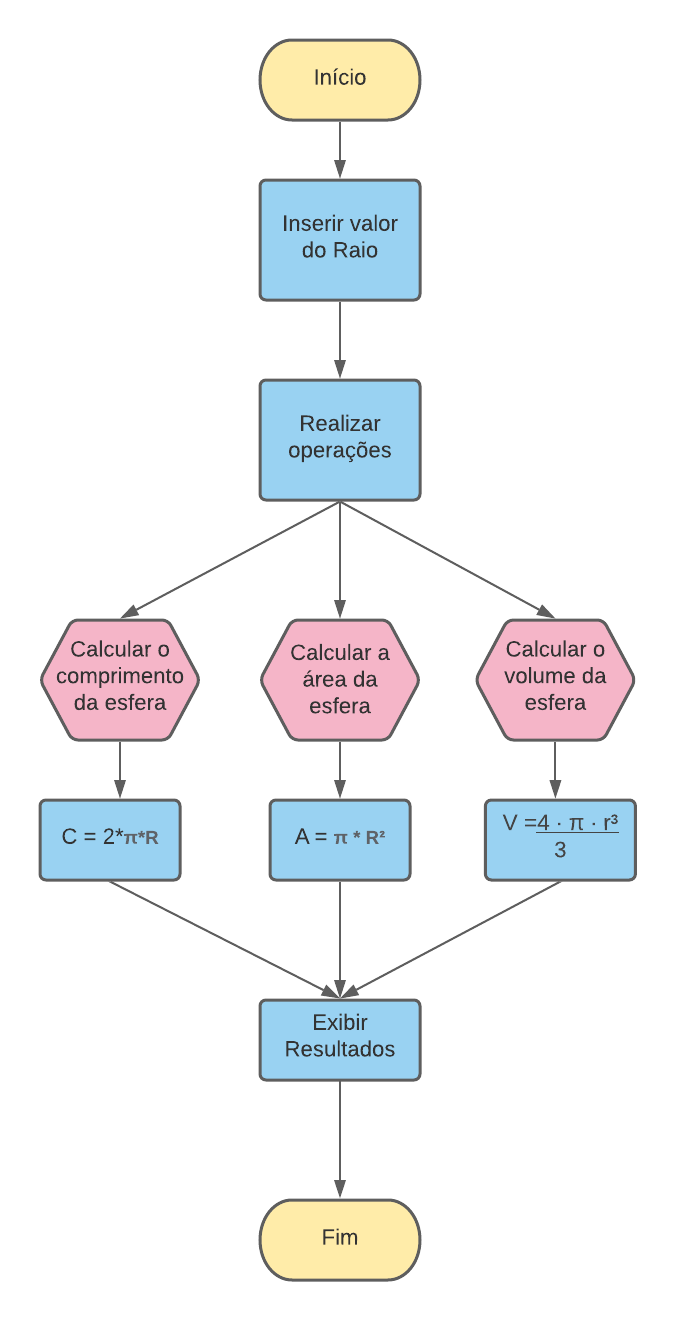 Início
Inserir valor
do Raio
Realizar
operações
Calcular o
comprimento
da esfera
Calcular a
área da
esfera
Calcular o
volume da
esfera
C = 2*π*R
A = π * R²
V =4 · π · r³
3
Exibir
Resultados
Fim